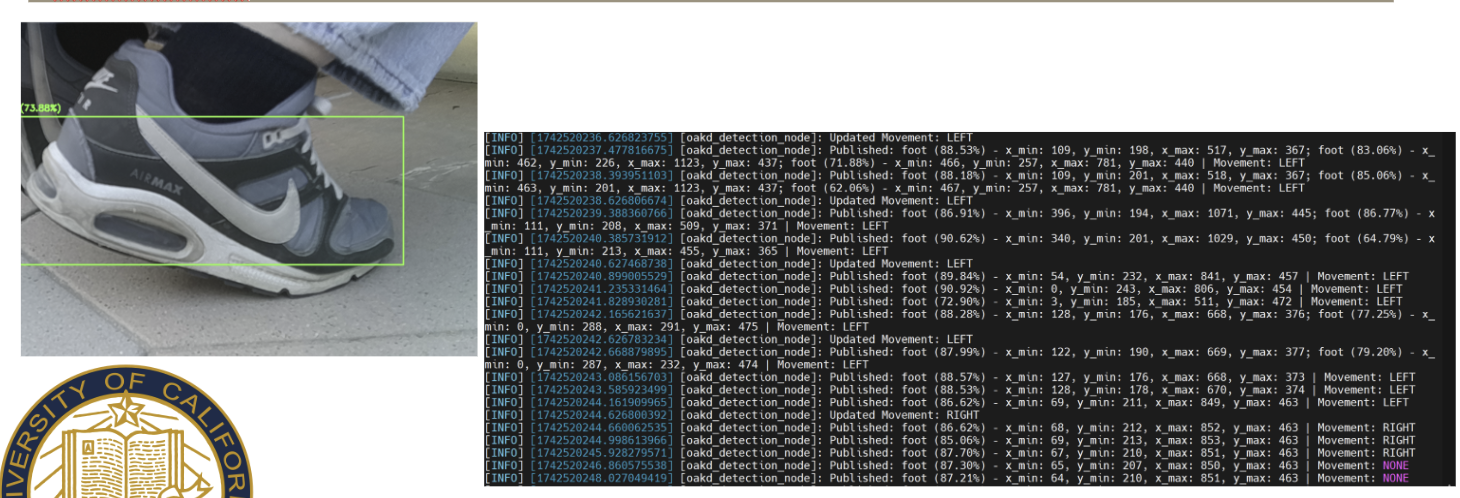 (73.88%)
AIRMAX
[INFO] [1742520236.626823755] [oakd_detection_node]: Updated Movement: LEFT
[INFO] [1742520237.477816675] [oakd_detection_node]: Published: foot (88.53%) - x_min: 109, y_min: 198, x_max: 517, y_max: 367; foot (83.06%) - x_
min: 462, y_min: 226, x_max: 1123, y_max: 437; foot (71.88%) - x_min: 466, y_min: 257, x_max: 781, y_max: 440 | Movement: LEFT
[INFO] [1742520238.393951103] [oakd_detection_node]: Published: foot (88.18%) - x_min: 109, y_min: 201, x_max: 518, y_max: 367; foot (85.06%) - x_
min: 463, y_min: 201, x_max: 1123, y_max: 437; foot (62.06%) - x_min: 467, y_min: 257, x_max: 781, y_max: 440 | Movement: LEFT
[INFO] [1742520238.626806674] [oakd_detection_node]: Updated Movement: LEFT
[INFO] [1742520239.388360766] [oakd_detection_node]: Published: foot (86.91%) - x_min: 396, y_min: 194, x_max: 1071, y_max: 445; foot (86.77%) - x
_min: 111, y_min: 208, x_max: 509, y_max: 371 | Movement: LEFT
[INFO] [1742520240.385731912] [oakd_detection_node]: Published: foot (90.62%) - x_min: 340, y_min: 201, x_max: 1029, y_max: 450; foot (64.79%) - x
_min: 111, y_min: 213, x_max: 455, y_max: 365 | Movement: LEFT
[INFO] [1742520240.627468738] [oakd_detection_node]: Updated Movement: LEFT
[INFO] [1742520240.899005529] [oakd_detection_node]: Published: foot (89.84%) - x_min: 54, y_min: 232, x_max: 841, y_max: 457 | Movement: LEFT
[INFO] [1742520241.235331464] [oakd_detection_node]: Published: foot (90.92%) - x_min: 0, y_min: 243, x_max: 806, y_max: 454 | Movement: LEFT
[INFO] [1742520241.828930281] [oakd_detection_node]: Published: foot (72.90%) - x_min: 3, y_min: 185, x_max: 511, y_max: 472 | Movement: LEFT
[INFO] [1742520242.165621637] [oakd_detection_node]: Published: foot (88.28%) - x_min: 128, y_min: 176, x_max: 668, y_max: 376; foot (77.25%) - x_
min: 0, y_min: 288, x_max: 291, y_max: 475 | Movement: LEFT
[INFO] [1742520242.626783234] [oakd_detection_node]: Updated Movement: LEFT
[INFO] [1742520242.668879895] [oakd_detection_node]: Published: foot (87.99%) - x_min: 122, y_min: 190, x_max: 669, y_max: 377; foot (79.20%) - x_
min: 0, y_min: 287, x_max: 232, y_max: 474 | Movement: LEFT
[INFO] [1742520243.086156703] [oakd_detection_node]: Published: foot (88.57%) - x_min: 127, y_min: 176, x_max: 668, y_max: 373 | Movement: LEFT
[INFO] [1742520243.585923499] [oakd_detection_node]: Published: foot (88.53%) - x_min: 128, y_min: 178, x_max: 670, y_max: 374 | Movement: LEFT
[INFO] [1742520244.161909965] [oakd_detection_node]: Published: foot (86.62%) - x_min: 69, y_min: 211, x_max: 849, y_max: 463 | Movement: LEFT
[INFO] [1742520244.626800392] [oakd_detection_node]: Updated Movement: RIGHT
[INFO] [1742520244.660062535] [oakd_detection_node]: Published: foot (86.62%) - x_min: 68, y_min: 212, x_max: 852, y_max: 463 | Movement: RIGHT
[INFO] [1742520244.998613966] [oakd_detection_node]: Published: foot (85.06%) - x_min: 69, y_min: 213, x_max: 853, y_max: 463 | Movement: RIGHT
[INFO] [1742520245.928279571] [oakd_detection_node]: Published: foot (87.70%) - x_min: 67, y_min: 210, x_max: 851, y_max: 463 | Movement: RIGHT
[INFO] [1742520246.860575538] [oakd_detection_node]: Published: foot (87.30%) - x_min: 65, y_min: 207, x_max: 850, y_max: 463 | Movement: NONE
[INFO] [1742520248.027049419] [oakd_detection_node]: Published: foot (87.21%) - x_min: 64, y_min: 210, x_max: 851, y_max: 463 | Movement: NONE
IVERSITY OF CALIFOR